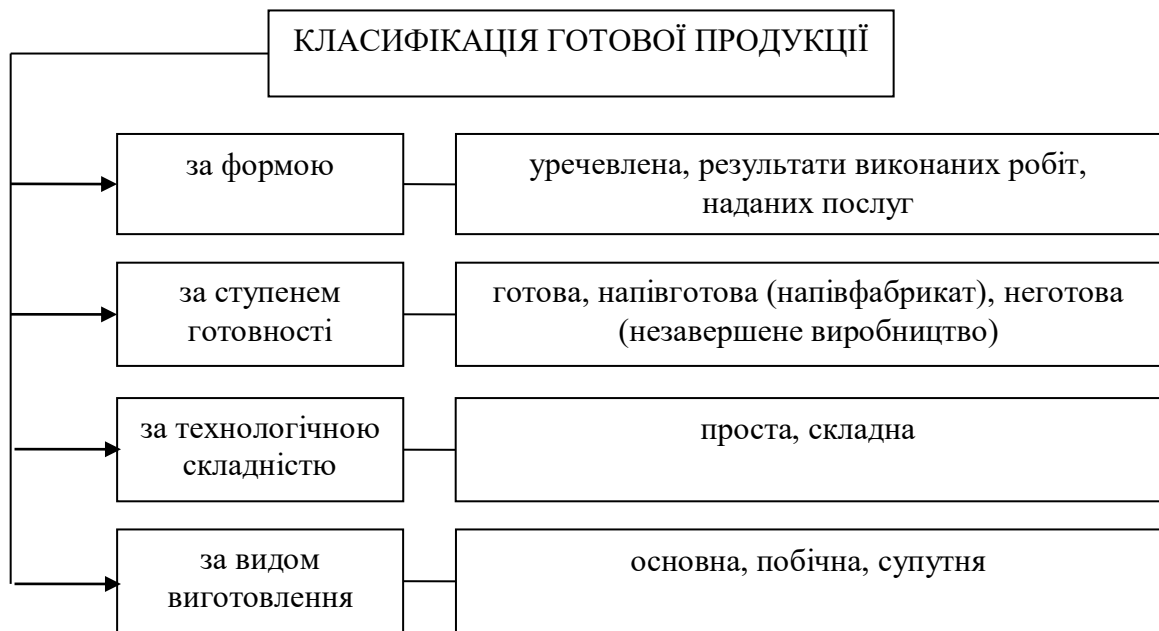 КЛАСИФІКАЦІЯ ГОТОВОЇ ПРОДУКЦІЇ
за формою
уречевлена, результати виконаних робіт,
наданих послуг
за ступенем
готовності
готова, напівготова (напівфабрикат), неготова
(незавершене виробництво)
за технологічною
складністю
проста, складна
за видом
виготовлення
основна, побічна, супутня